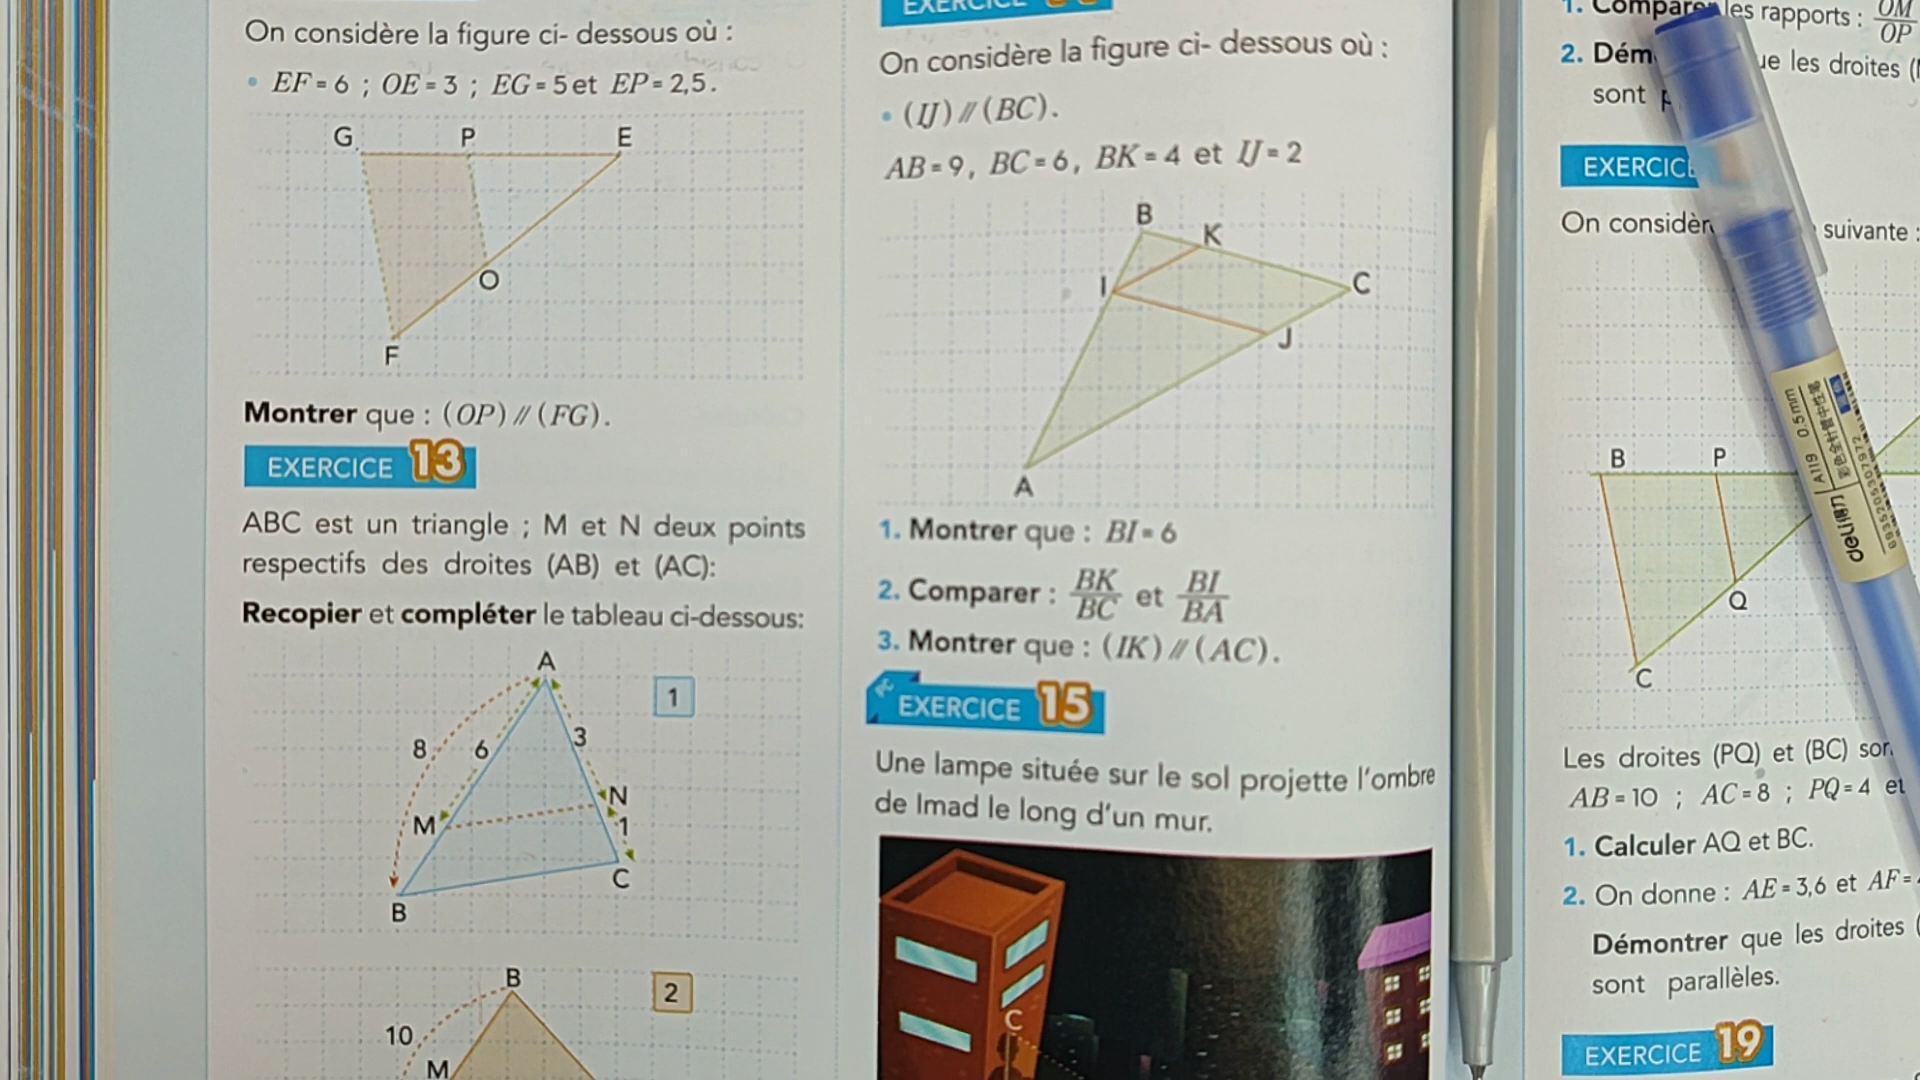 On considère la figure ci- dessous où :
• EF = 6 ; OE = 3 ; EG = 5 et EP = 2,5.
G P E
O
F
Montrer que : (OP) // (FG).
EXERCICE 13
ABC est un triangle ; M et N deux points
respectifs des droites (AB) et (AC):
Recopier et compléter le tableau ci-dessous:
A
1
8 6 3
N
M 1
C
B
B
2
10
M
EXERCICE
On considère la figure ci- dessous où :
• (IJ) // (BC).
AB = 9, BC = 6, BK = 4 et IJ = 2
B
K
I C
J
A
1. Montrer que : BI = 6
2. Comparer : BK/BC et BI/BA
3. Montrer que : (IK) // (AC).
PC
EXERCICE 15
Une lampe située sur le sol projette l'ombre
de Imad le long d'un mur.
C
1. Comparer les rapports : OM/OP
2. les droites
sont
EXERCICE
On suivante :
B P
Q
C
Les droites (PQ) et (BC)
AB = 10 ; AC = 8 ; PQ = 4 et
1. Calculer AQ et BC.
2. On donne : AE = 3,6 et AF =
Démontrer que les droites (
sont parallèles.
EXERCICE 19
deli
A119 0.5mm